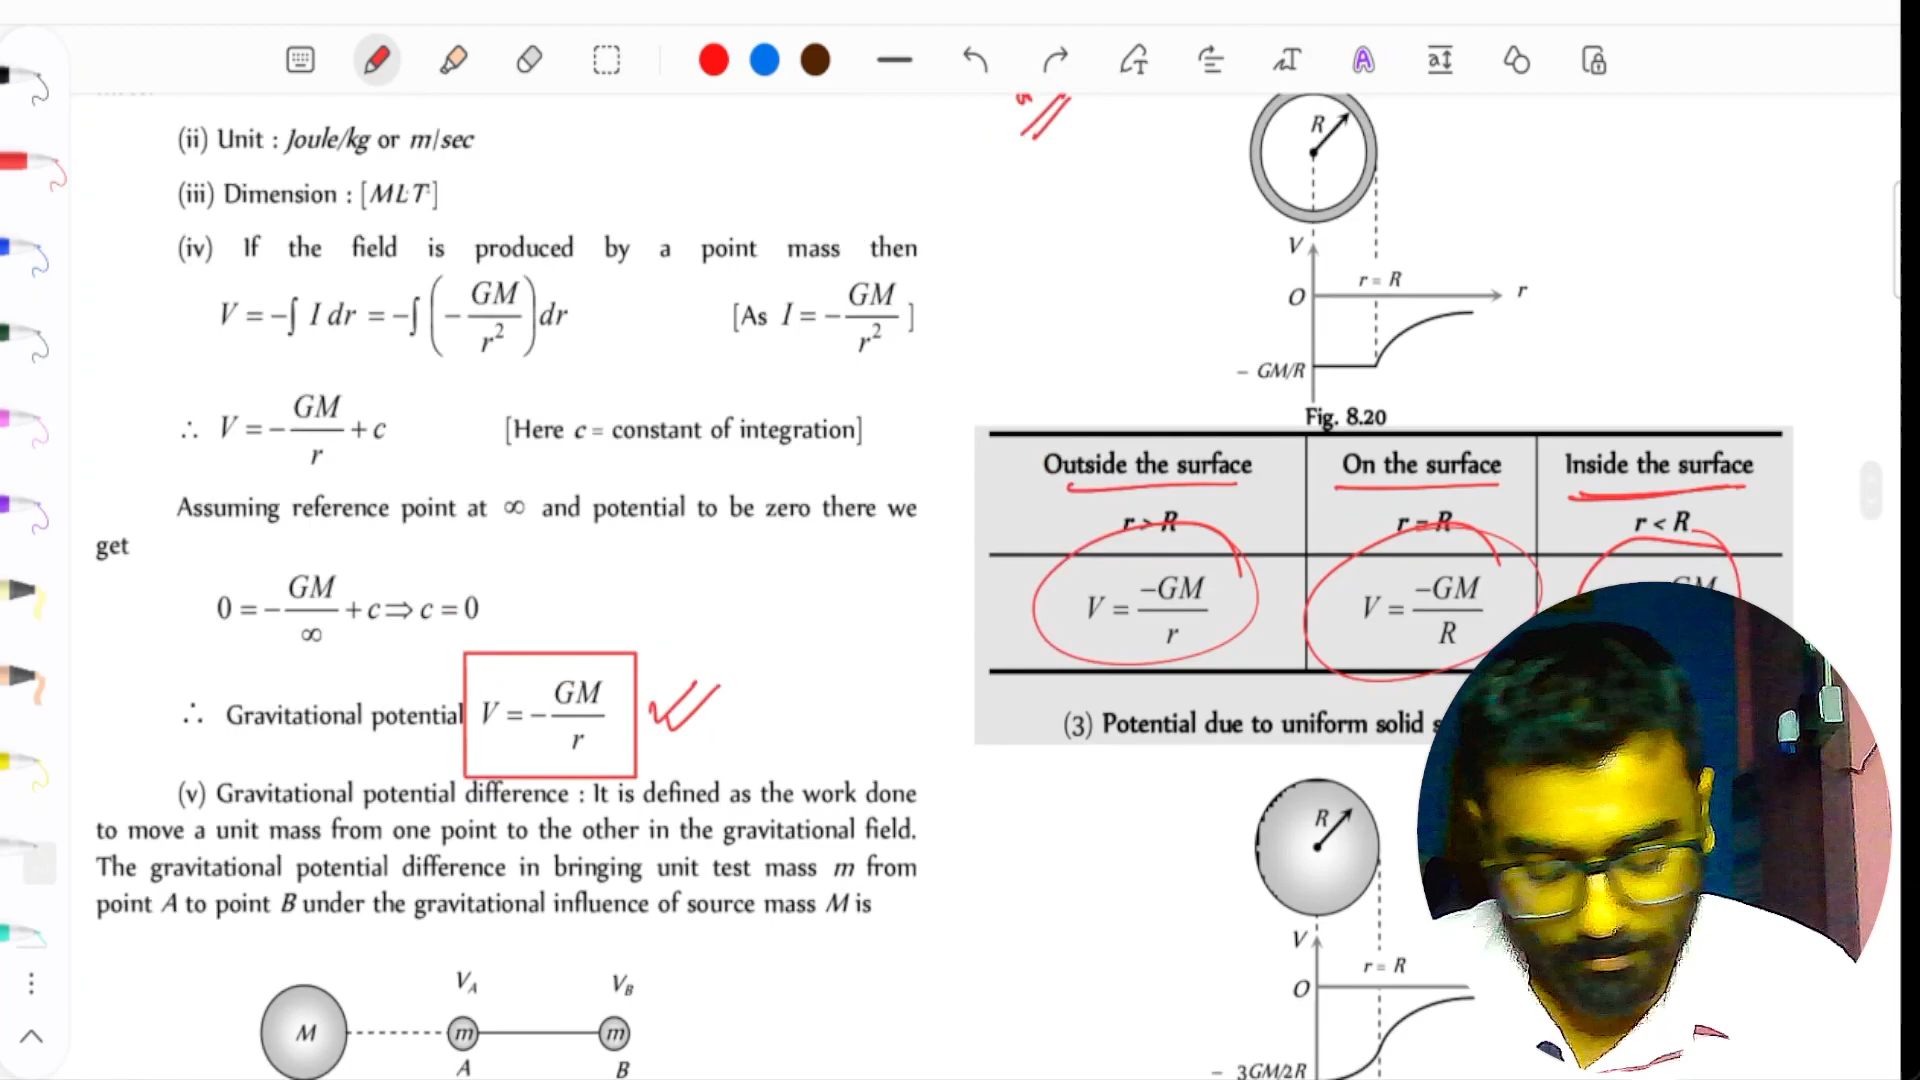 (ii) Unit : Joule/kg or m/sec
(iii) Dimension : [MLT]
(iv) If the field is produced by a point mass then
V = -∫ I dr = -∫ ( - GM/r² ) dr [As I = - GM/r² ]
∴ V = - GM/r + c [Here c = constant of integration]
Assuming reference point at ∞ and potential to be zero there we
get
0 = - GM/∞ + c ⇒ c = 0
∴ Gravitational potential V = - GM/r
(v) Gravitational potential difference : It is defined as the work done
to move a unit mass from one point to the other in the gravitational field.
The gravitational potential difference in bringing unit test mass m from
point A to point B under the gravitational influence of source mass M is
V_A V_B
M m m
A B
R
V
r = R
O r
- GM/R
Fig. 8.20
Outside the surface On the surface Inside the surface
r > R r = R r < R
V = -GM/r V = -GM/R
(3) Potential due to uniform solid
R
V
r = R
O
- 3GM/2R